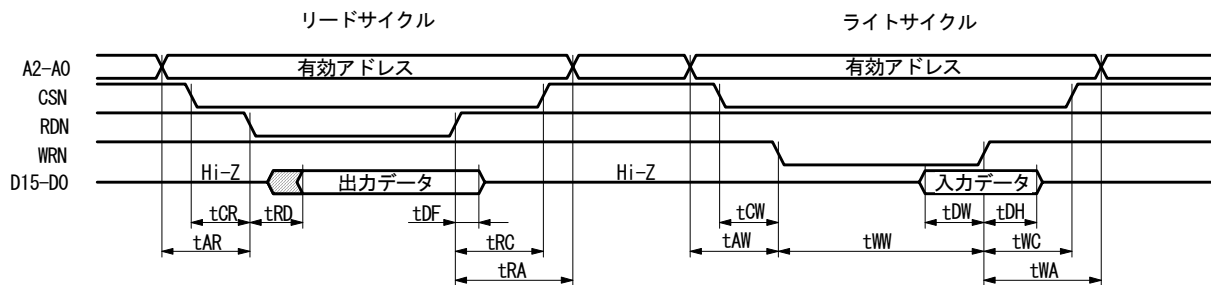 リードサイクル ライトサイクル
A2-A0 有効アドレス 有効アドレス
CSN
RDN
WRN
D15-D0 Hi-Z 出力データ Hi-Z 入力データ
tCR tRD tDF tCW tDW tDH
tAR tRC tAW tWW tWC
tRA tWA